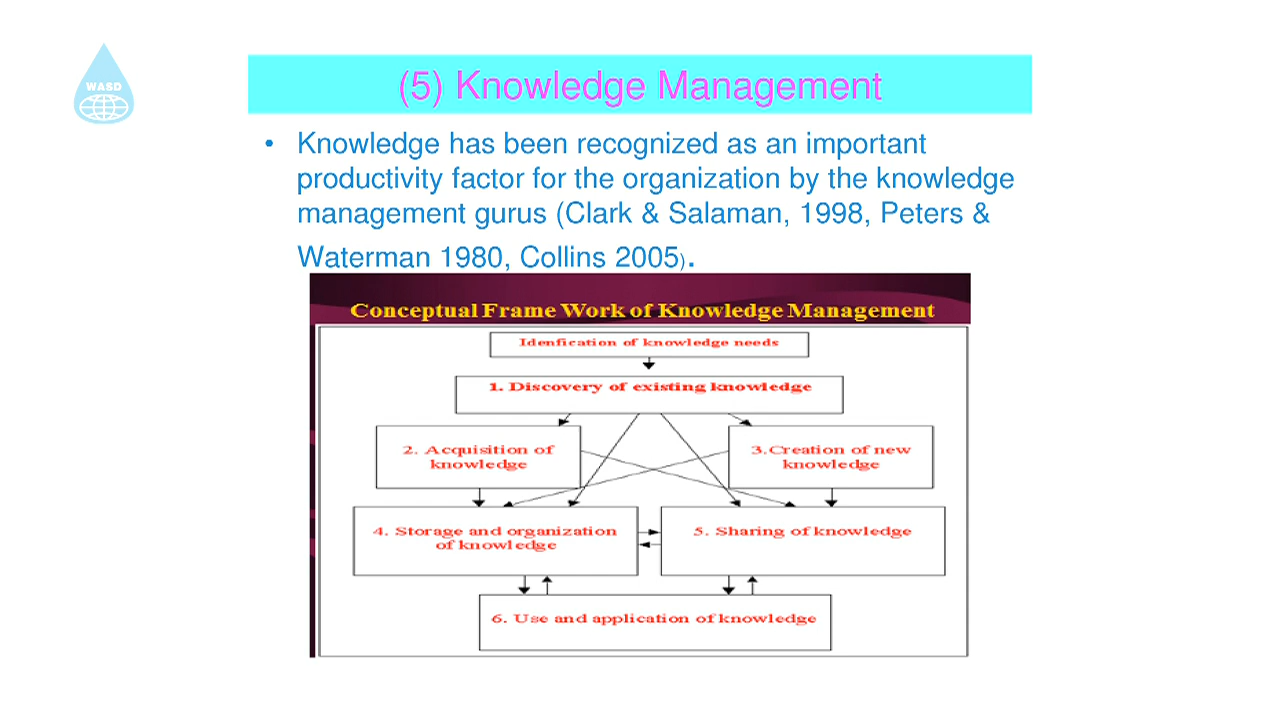 WASD
(5) Knowledge Management
• Knowledge has been recognized as an important
productivity factor for the organization by the knowledge
management gurus (Clark & Salaman, 1998, Peters &
Waterman 1980, Collins 2005).
Conceptual Frame Work of Knowledge Management
Idenfication of knowledge needs
1. Discovery of existing knowledge
2. Acquisition of
knowledge
3.Creation of new
knowledge
4. Storage and organization
of knowledge
5. Sharing of knowledge
6. Use and application of knowledge